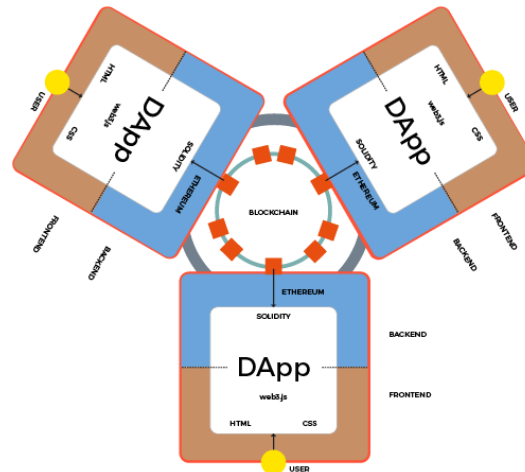 HTML
USER
web3.js
DApp
CSS
SOLIDITY
ETHEREUM
FRONTEND
BACKEND
HTML
USER
web3.js
DApp
CSS
SOLIDITY
ETHEREUM
FRONTEND
BACKEND
BLOCKCHAIN
ETHEREUM
SOLIDITY
BACKEND
DApp
web3.js
FRONTEND
HTML CSS
USER